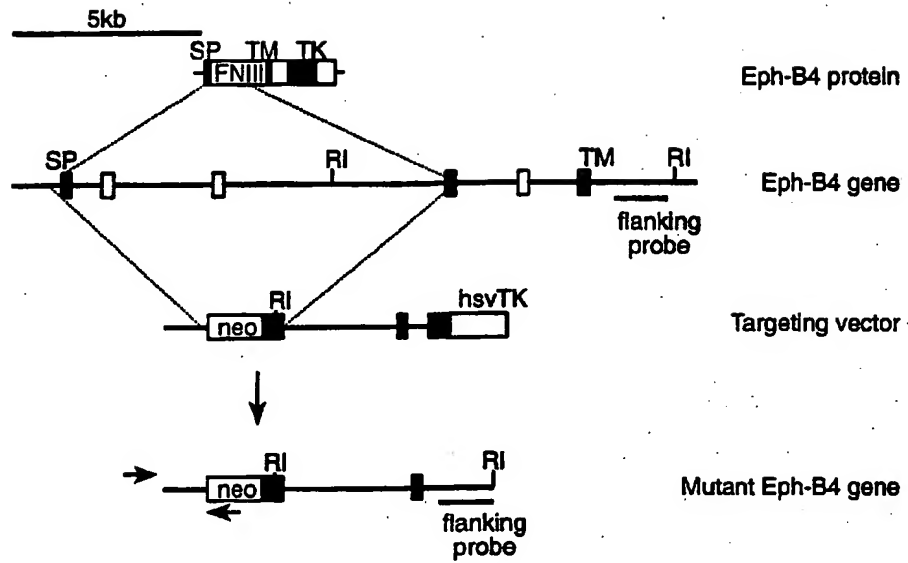 5kb
SP TM TK
FNIII
Eph-B4 protein
SP RI TM RI
Eph-B4 gene
flanking
probe
RI hsvTK
neo
Targeting vector
RI RI
neo
Mutant Eph-B4 gene
flanking
probe